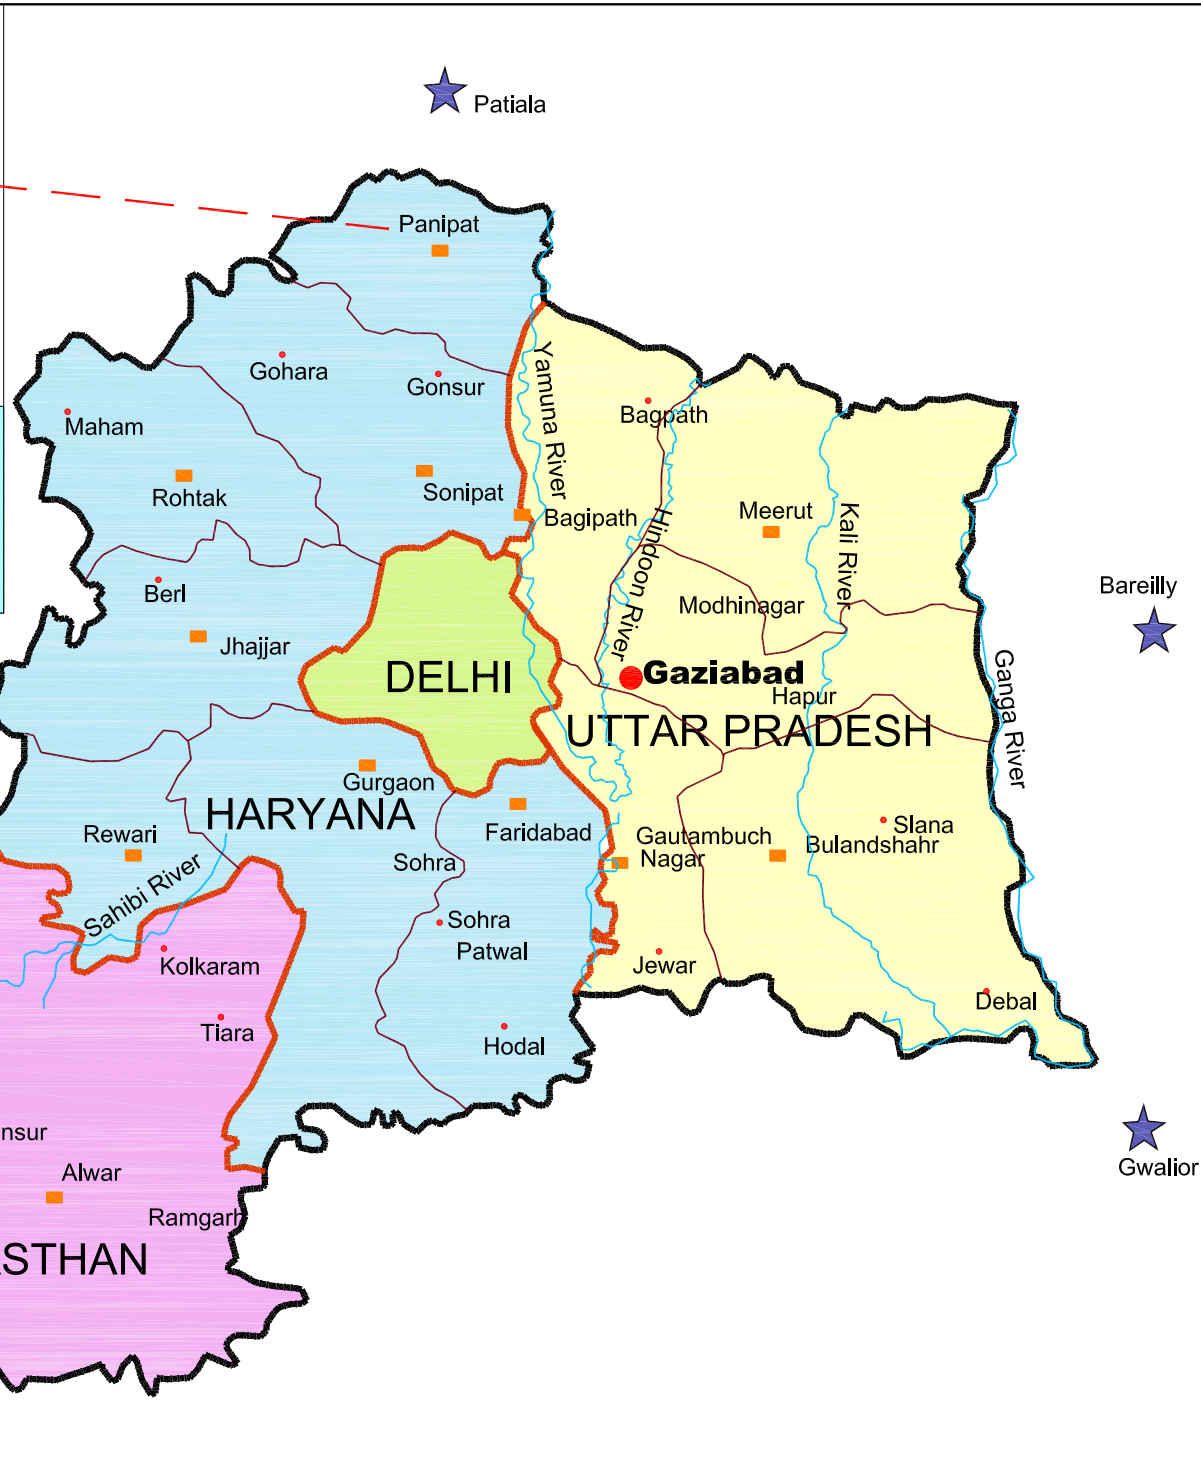 Patiala
Panipat
Gohara
Gonsur
Yamuna River
Bagpath
Maham
Rohtak
Sonipat
Bagipath
Meerut
Hindoon River
Kali River
Berl
Bareilly
Modhinagar
Jhajjar
DELHI
Gaziabad
Hapur
Ganga River
UTTAR PRADESH
Gurgaon
HARYANA
Rewari
Faridabad
Gautambuch
Nagar
Slana
Bulandshahr
Sohra
Sahibi River
Sohra
Patwal
Kolkaram
Jewar
Debal
Tiara
Hodal
nsur
Alwar
Gwalior
Ramgarh
ASTHAN